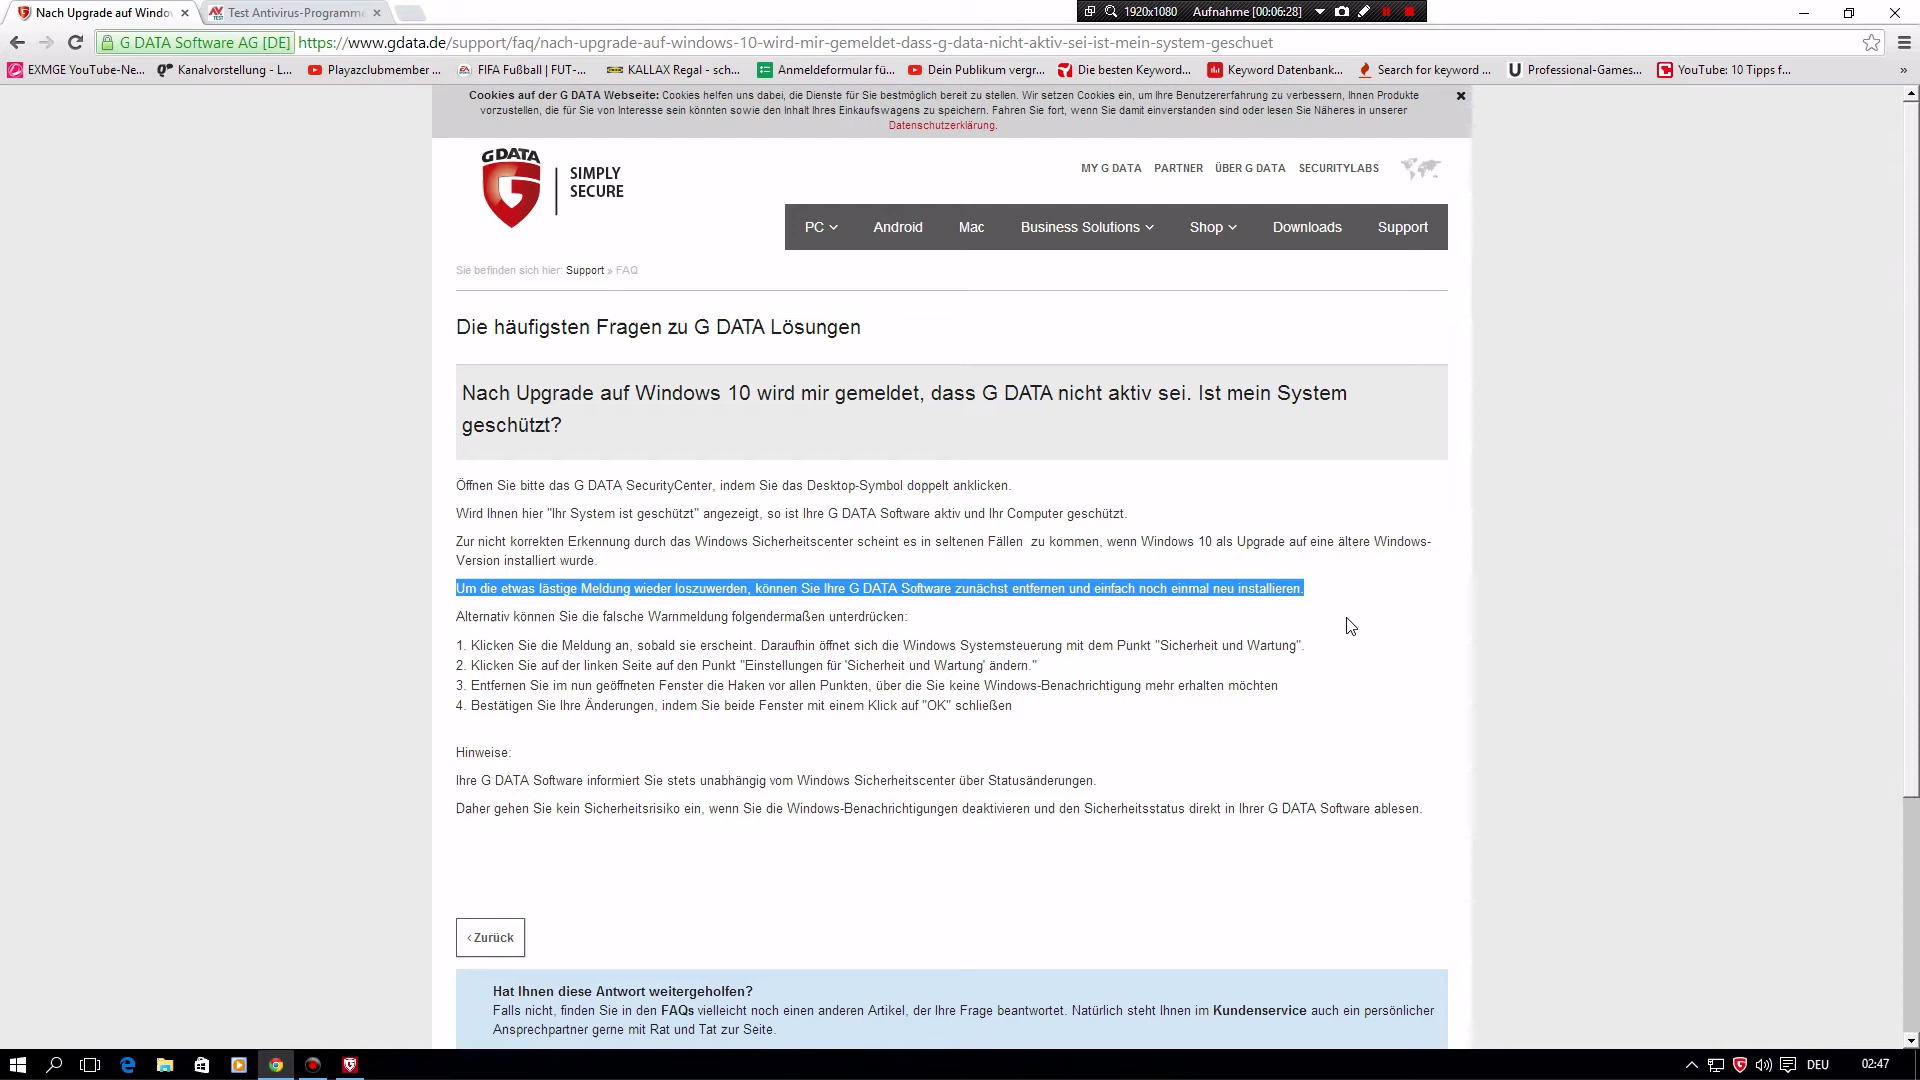 Nach Upgrade auf Windo
Test Antivirus-Programme
1920x1080
Aufnahme [00:06:28]
G DATA Software AG [DE]
https://www.gdata.de/support/faq/nach-upgrade-auf-windows-10-wird-mir-gemeldet-dass-g-data-nicht-aktiv-sei-ist-mein-system-geschuet
EXMGE YouTube-Ne...
Kanalvorstellung - L...
Playazclubmember ...
FIFA Fußball | FUT-...
KALLAX Regal - sch...
Anmeldeformular fü...
Dein Publikum vergr...
Die besten Keyword...
Keyword Datenbank...
Search for keyword ...
Professional-Games...
YouTube: 10 Tipps f...
»
Cookies auf der G DATA Webseite: Cookies helfen uns dabei, die Dienste für Sie bestmöglich bereit zu stellen. Wir setzen Cookies ein, um Ihre Benutzererfahrung zu verbessern, Ihnen Produkte
vorzustellen, die für Sie von Interesse sein könnten sowie den Inhalt Ihres Einkaufswagens zu speichern. Fahren Sie fort, wenn Sie damit einverstanden sind oder lesen Sie Näheres in unserer
Datenschutzerklärung.
G DATA
SIMPLY
SECURE
MY G DATA
PARTNER
ÜBER G DATA
SECURITYLABS
PC
Android
Mac
Business Solutions
Shop
Downloads
Support
Sie befinden sich hier: Support » FAQ
Die häufigsten Fragen zu G DATA Lösungen
Nach Upgrade auf Windows 10 wird mir gemeldet, dass G DATA nicht aktiv sei. Ist mein System
geschützt?
Öffnen Sie bitte das G DATA SecurityCenter, indem Sie das Desktop-Symbol doppelt anklicken.
Wird Ihnen hier "Ihr System ist geschützt" angezeigt, so ist Ihre G DATA Software aktiv und Ihr Computer geschützt.
Zur nicht korrekten Erkennung durch das Windows Sicherheitscenter scheint es in seltenen Fällen zu kommen, wenn Windows 10 als Upgrade auf eine ältere Windows-
Version installiert wurde.
Um die etwas lästige Meldung wieder loszuwerden, können Sie Ihre G DATA Software zunächst entfernen und einfach noch einmal neu installieren.
Alternativ können Sie die falsche Warnmeldung folgendermaßen unterdrücken:
1. Klicken Sie die Meldung an, sobald sie erscheint. Daraufhin öffnet sich die Windows Systemsteuerung mit dem Punkt "Sicherheit und Wartung".
2. Klicken Sie auf der linken Seite auf den Punkt "Einstellungen für 'Sicherheit und Wartung' ändern."
3. Entfernen Sie im nun geöffneten Fenster die Haken vor allen Punkten, über die Sie keine Windows-Benachrichtigung mehr erhalten möchten
4. Bestätigen Sie Ihre Änderungen, indem Sie beide Fenster mit einem Klick auf "OK" schließen
Hinweise:
Ihre G DATA Software informiert Sie stets unabhängig vom Windows Sicherheitscenter über Statusänderungen.
Daher gehen Sie kein Sicherheitsrisiko ein, wenn Sie die Windows-Benachrichtigungen deaktivieren und den Sicherheitsstatus direkt in Ihrer G DATA Software ablesen.
‹ Zurück
Hat Ihnen diese Antwort weitergeholfen?
Falls nicht, finden Sie in den FAQs vielleicht noch einen anderen Artikel, der Ihre Frage beantwortet. Natürlich steht Ihnen im Kundenservice auch ein persönlicher
Ansprechpartner gerne mit Rat und Tat zur Seite.
DEU
02:47